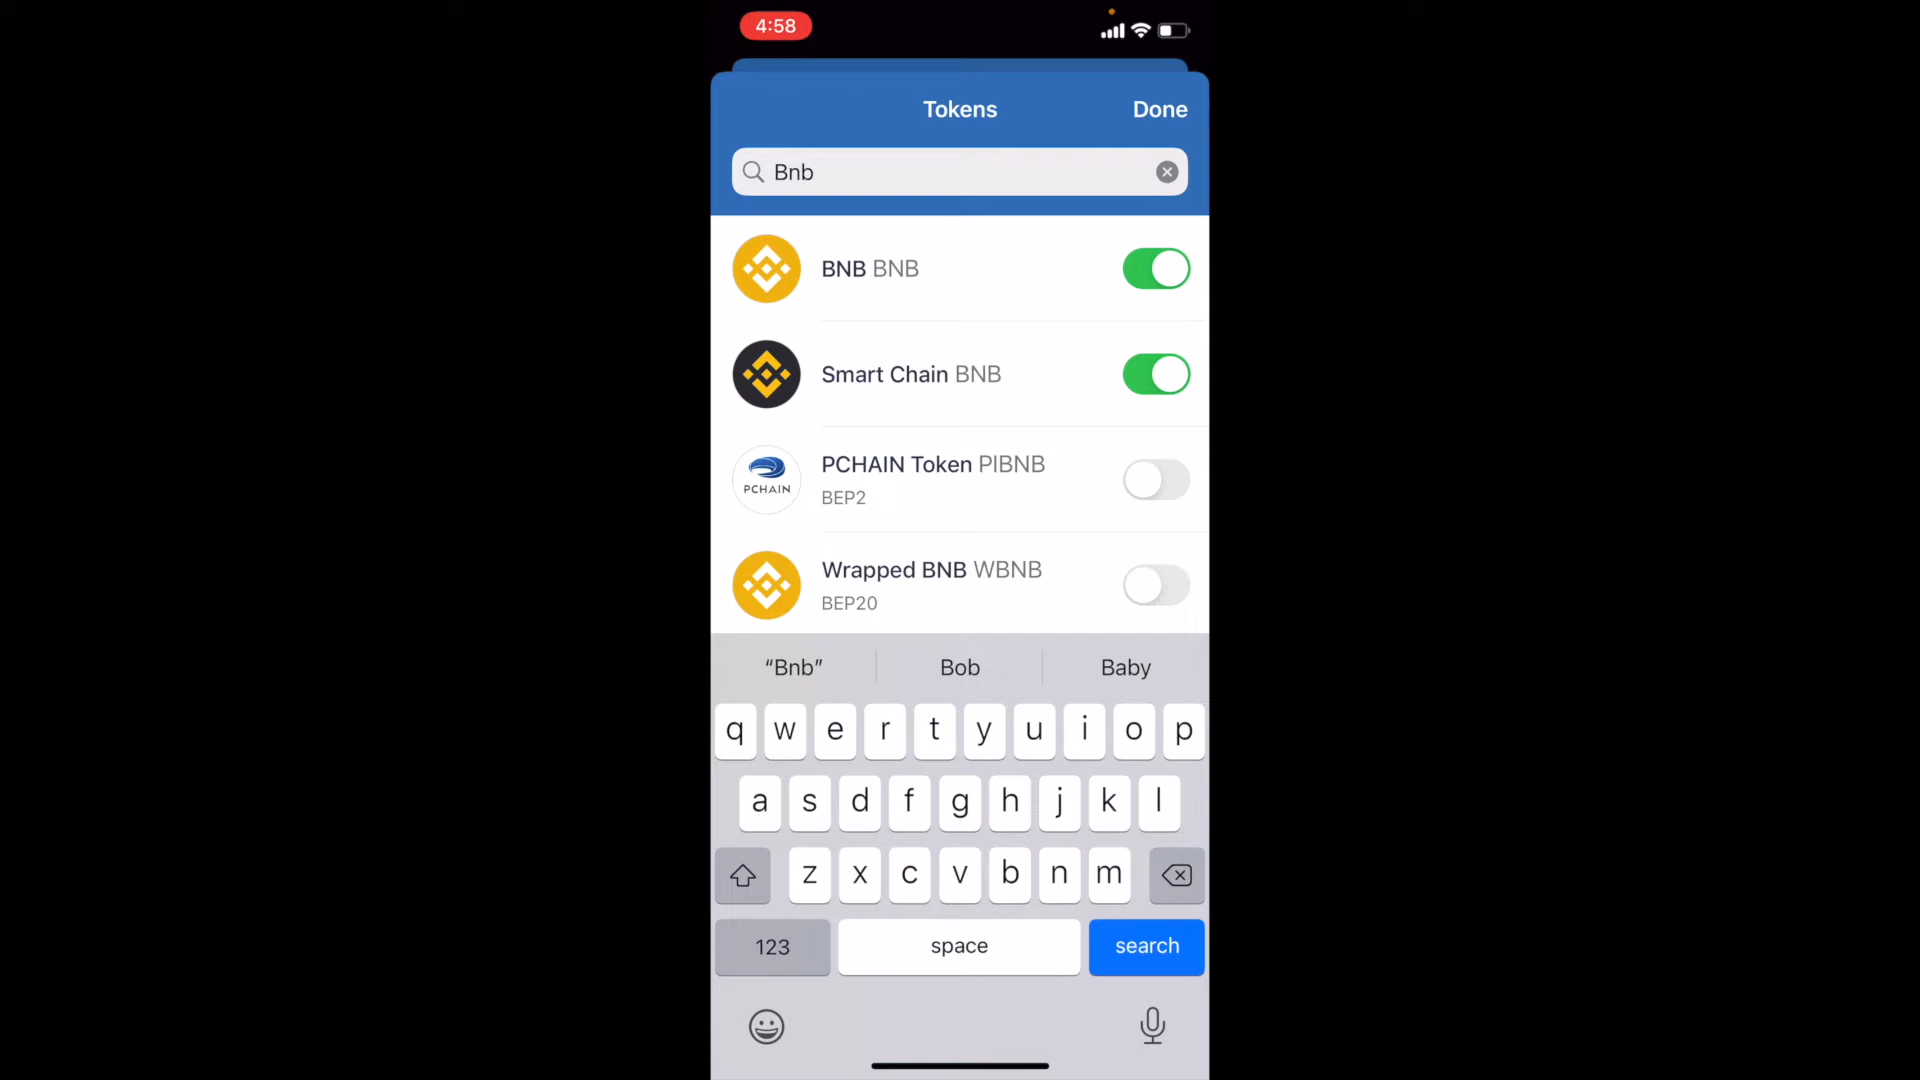 4:58
Tokens
Done
Bnb
BNB BNB
Smart Chain BNB
PCHAIN
PCHAIN Token PIBNB
BEP2
Wrapped BNB WBNB
BEP20
“Bnb”
Bob
Baby
q w e r t y u i o p
a s d f g h j k l
z x c v b n m
123
space
search